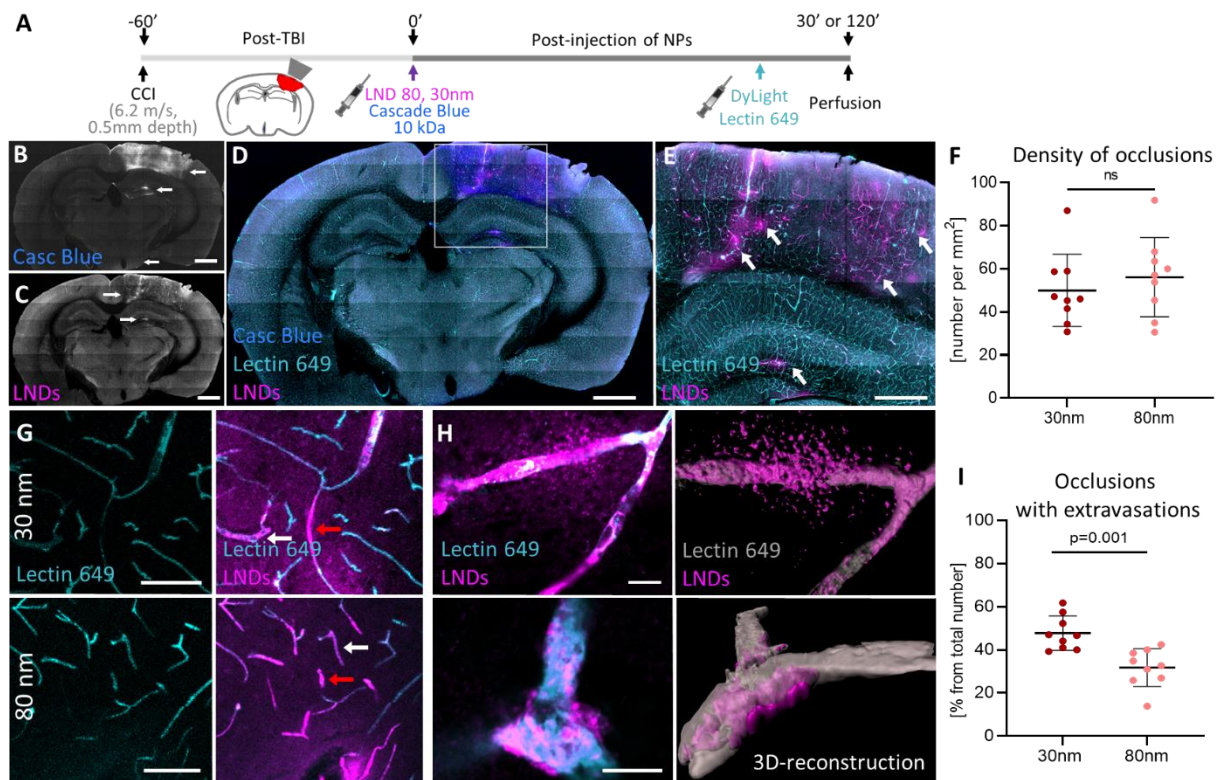 A
-60’
0’
30’ or 120’
Post-TBI
Post-injection of NPs
CCI
(6.2 m/s,
0.5mm depth)
LND 80, 30nm
Cascade Blue
10 kDa
DyLight
Lectin 649
Perfusion
B
Casc Blue
C
LNDs
D
Casc Blue
Lectin 649
LNDs
E
Lectin 649
LNDs
F
Density of occlusions
ns
[number per mm²]
100
80
60
40
20
0
30nm
80nm
G
30 nm
Lectin 649
Lectin 649
LNDs
80 nm
H
Lectin 649
LNDs
Lectin 649
LNDs
3D-reconstruction
I
Occlusions
with extravasations
p=0.001
[% from total number]
100
80
60
40
20
0
30nm
80nm